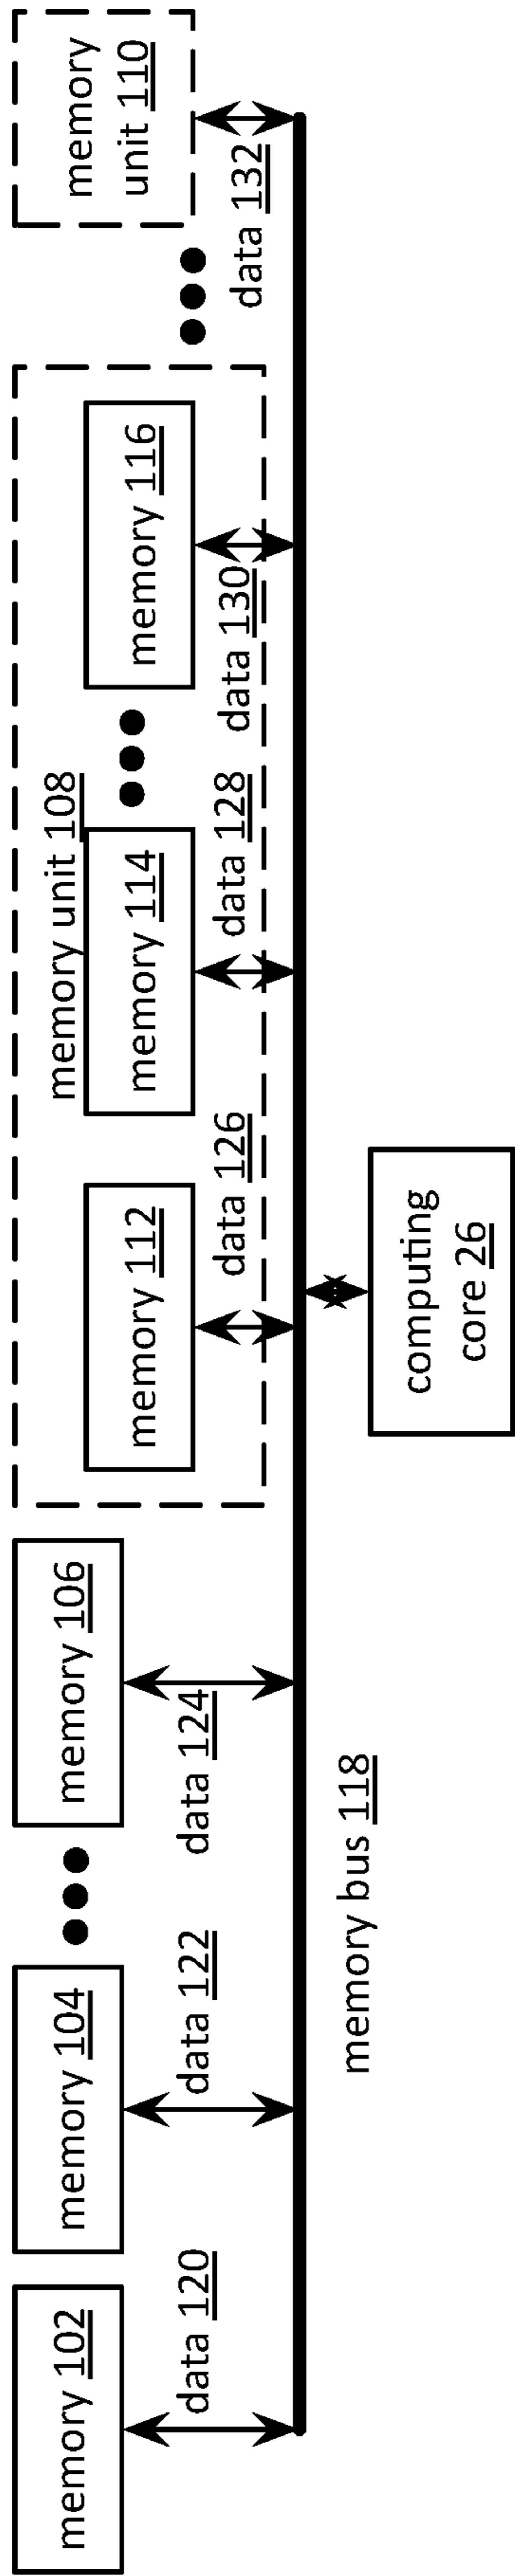 memory 102
memory 104
memory 106
memory unit 108
memory 112
memory 114
memory 116
memory
unit 110
data 120
data 122
data 124
data 126
data 128
data 130
data 132
memory bus 118
computing
core 26